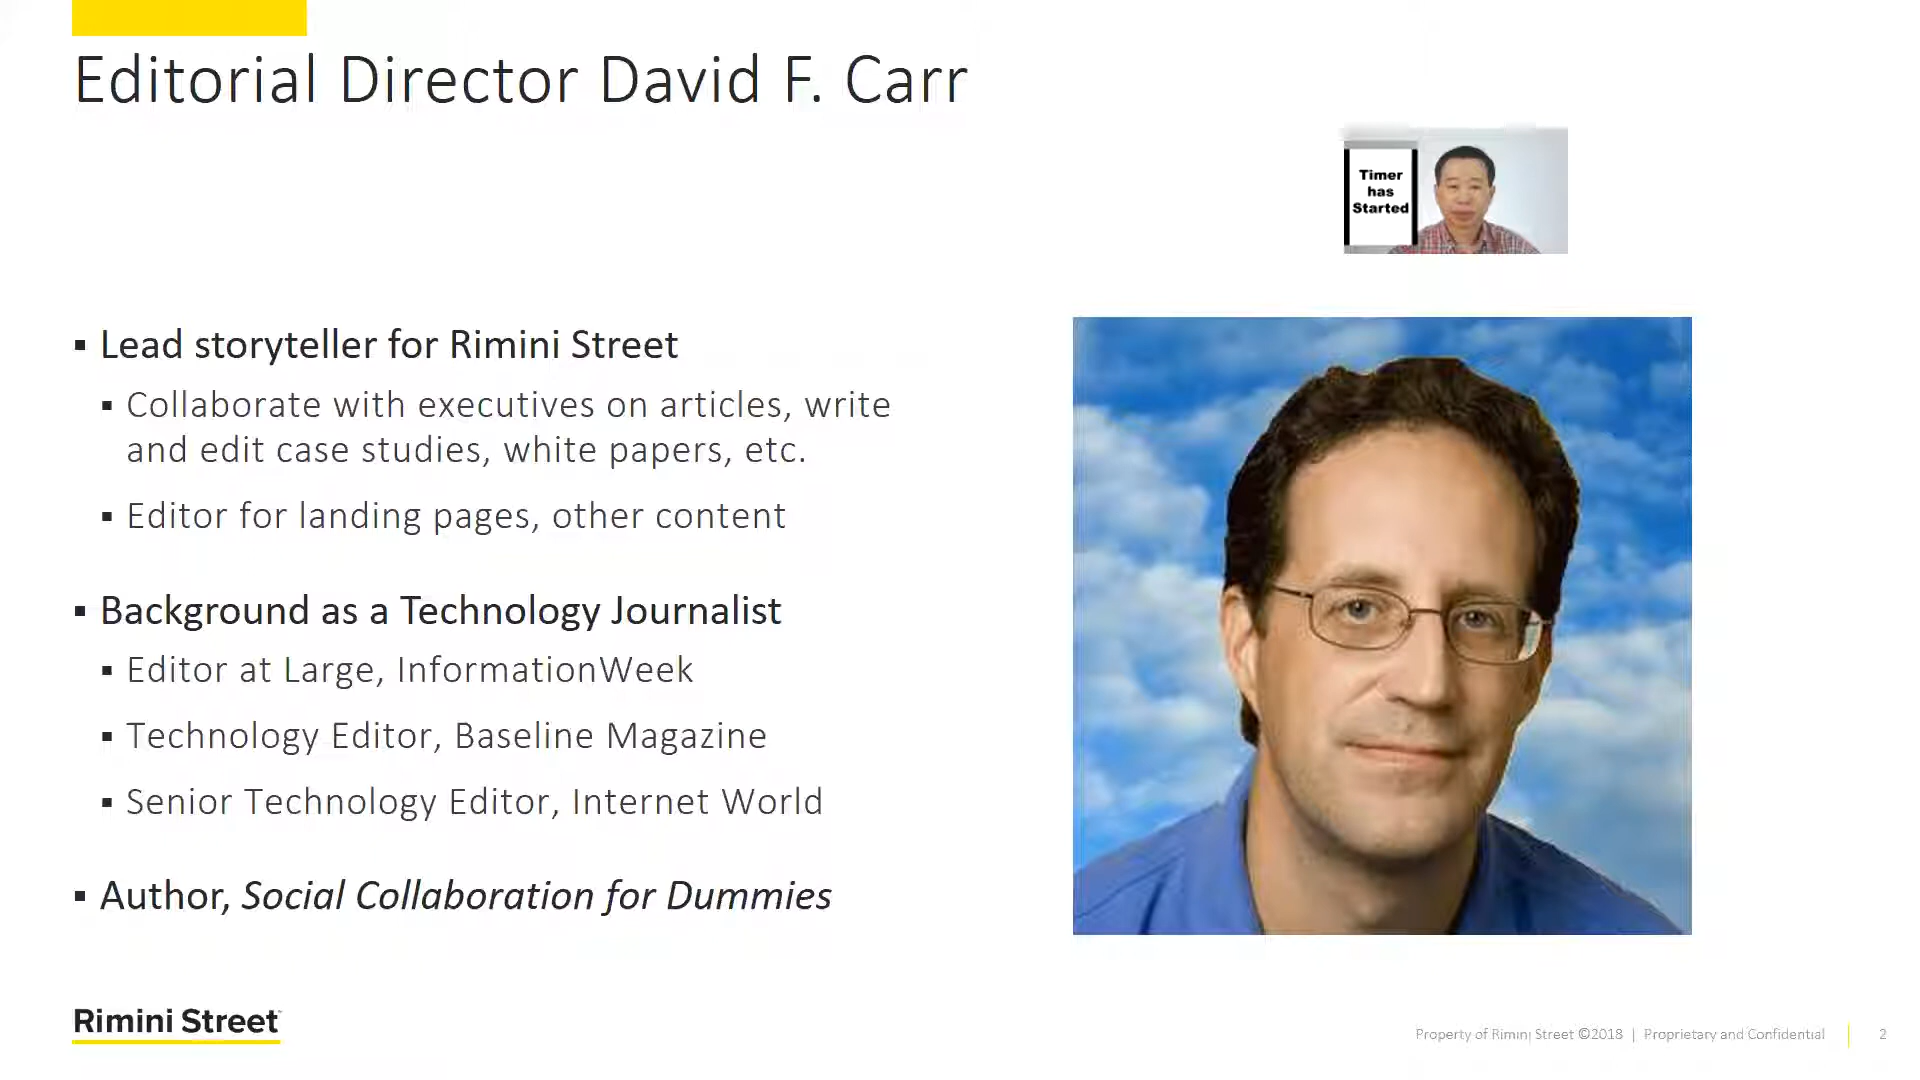 Editorial Director David F. Carr
Timer
has
Started
▪ Lead storyteller for Rimini Street
▪ Collaborate with executives on articles, write
and edit case studies, white papers, etc.
▪ Editor for landing pages, other content
▪ Background as a Technology Journalist
▪ Editor at Large, InformationWeek
▪ Technology Editor, Baseline Magazine
▪ Senior Technology Editor, Internet World
▪ Author, Social Collaboration for Dummies
Rimini Street
Property of Rimini Street ©2018 | Proprietary and Confidential | 2